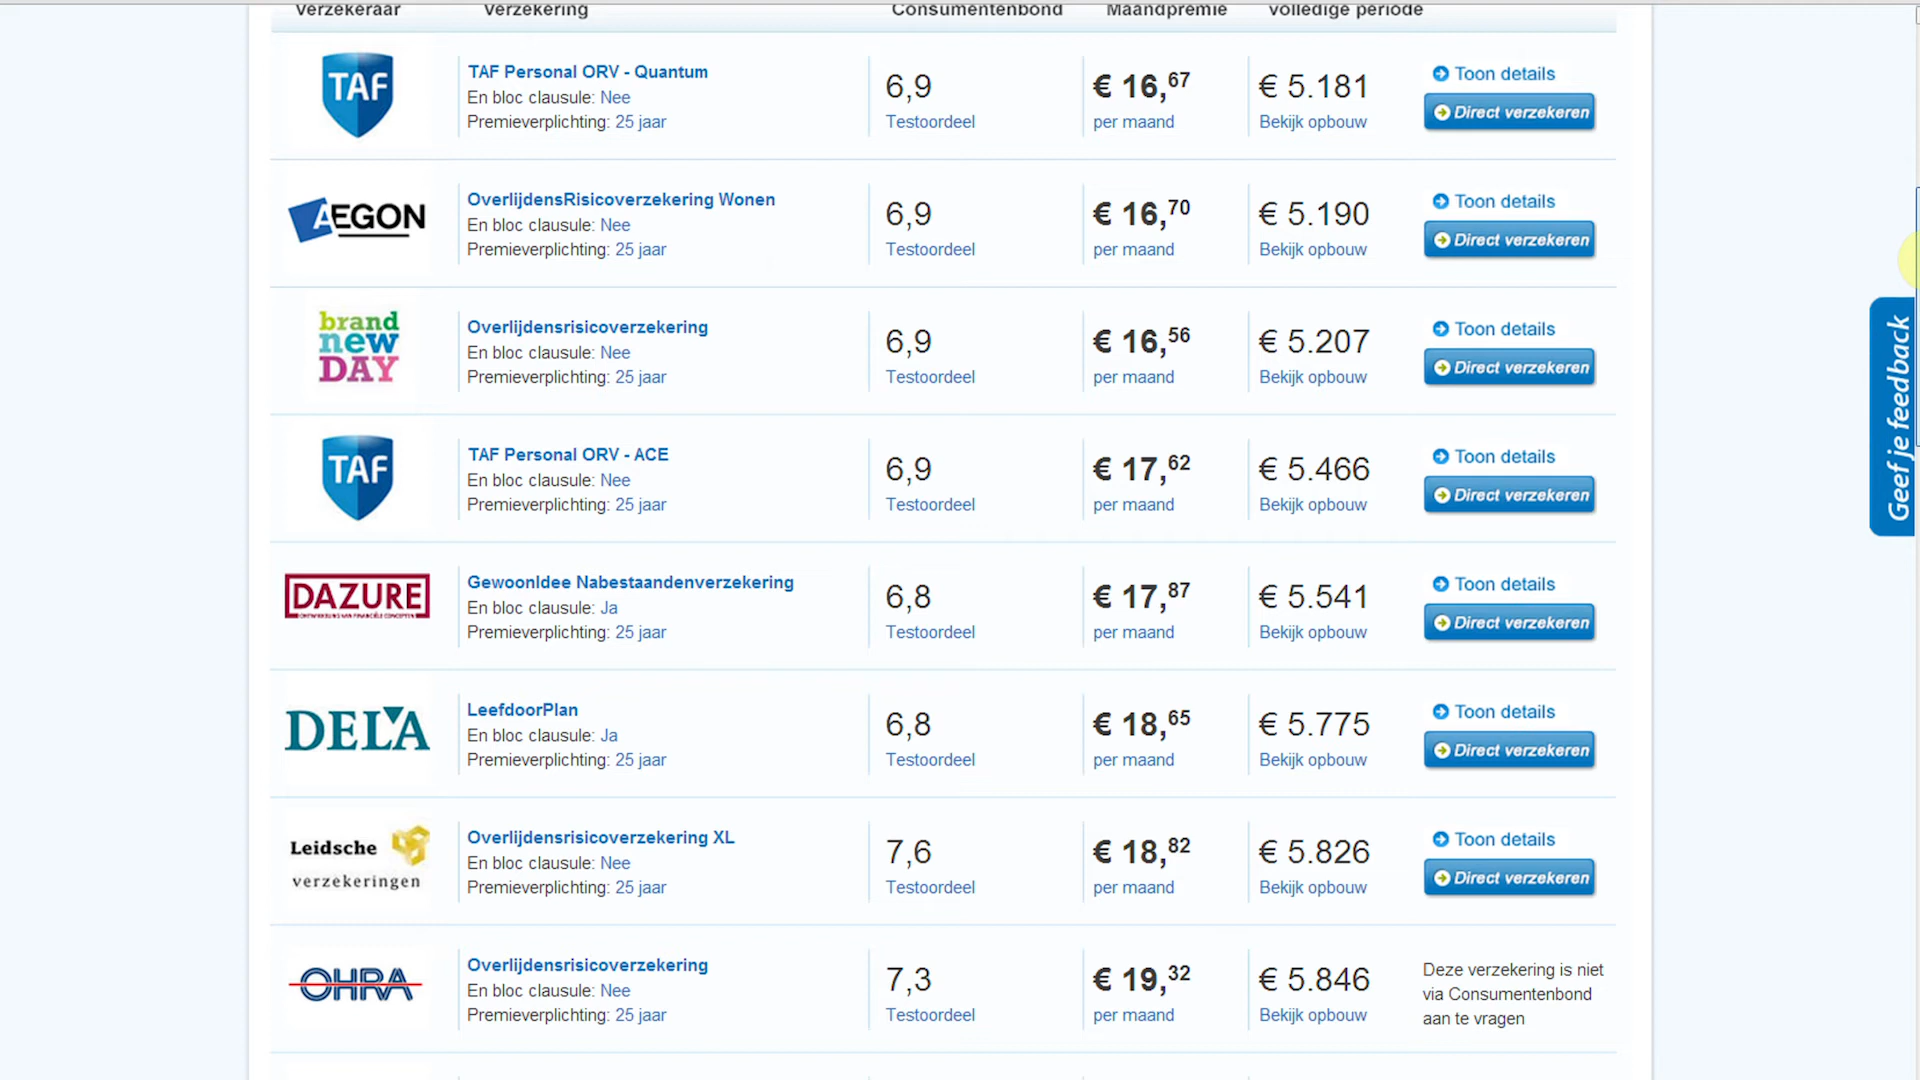 Verzekeraar Verzekering Consumentenbond Maandpremie Volledige periode
TAF
TAF Personal ORV - Quantum
En bloc clausule: Nee
Premieverplichting: 25 jaar
6,9
Testoordeel
€ 16,67
per maand
€ 5.181
Bekijk opbouw
Toon details
Direct verzekeren
AEGON
OverlijdensRisicoverzekering Wonen
En bloc clausule: Nee
Premieverplichting: 25 jaar
6,9
Testoordeel
€ 16,70
per maand
€ 5.190
Bekijk opbouw
Toon details
Direct verzekeren
brand
new
DAY
Overlijdensrisicoverzekering
En bloc clausule: Nee
Premieverplichting: 25 jaar
6,9
Testoordeel
€ 16,56
per maand
€ 5.207
Bekijk opbouw
Toon details
Direct verzekeren
TAF
TAF Personal ORV - ACE
En bloc clausule: Nee
Premieverplichting: 25 jaar
6,9
Testoordeel
€ 17,62
per maand
€ 5.466
Bekijk opbouw
Toon details
Direct verzekeren
DAZURE
ONTWIKKELING VAN FINANCIËLE CONCEPTEN
GewoonIdee Nabestaandenverzekering
En bloc clausule: Ja
Premieverplichting: 25 jaar
6,8
Testoordeel
€ 17,87
per maand
€ 5.541
Bekijk opbouw
Toon details
Direct verzekeren
DELA
LeefdoorPlan
En bloc clausule: Ja
Premieverplichting: 25 jaar
6,8
Testoordeel
€ 18,65
per maand
€ 5.775
Bekijk opbouw
Toon details
Direct verzekeren
Leidsche
verzekeringen
Overlijdensrisicoverzekering XL
En bloc clausule: Nee
Premieverplichting: 25 jaar
7,6
Testoordeel
€ 18,82
per maand
€ 5.826
Bekijk opbouw
Toon details
Direct verzekeren
OHRA
Overlijdensrisicoverzekering
En bloc clausule: Nee
Premieverplichting: 25 jaar
7,3
Testoordeel
€ 19,32
per maand
€ 5.846
Bekijk opbouw
Deze verzekering is niet
via Consumentenbond
aan te vragen
Geef je feedback